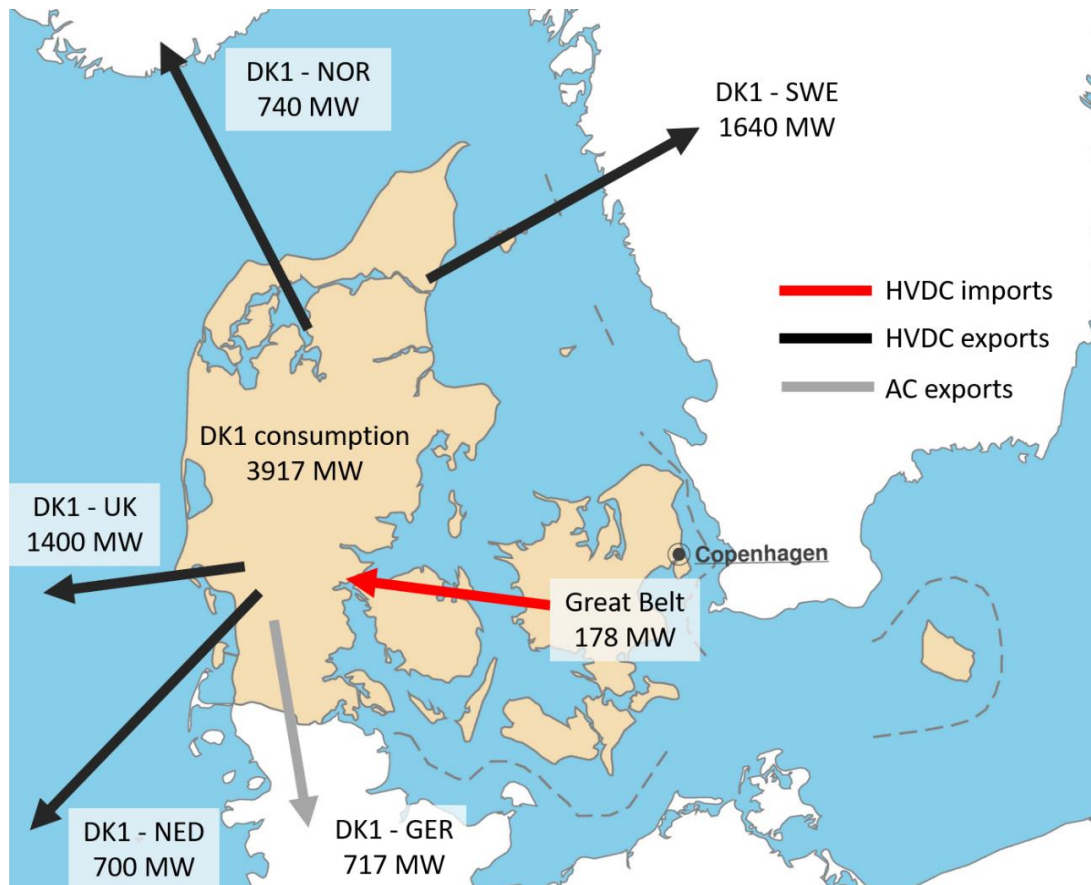 DK1 - NOR
740 MW
DK1 - SWE
1640 MW
HVDC imports
HVDC exports
AC exports
DK1 consumption
3917 MW
DK1 - UK
1400 MW
Copenhagen
Great Belt
178 MW
DK1 - NED
700 MW
DK1 - GER
717 MW